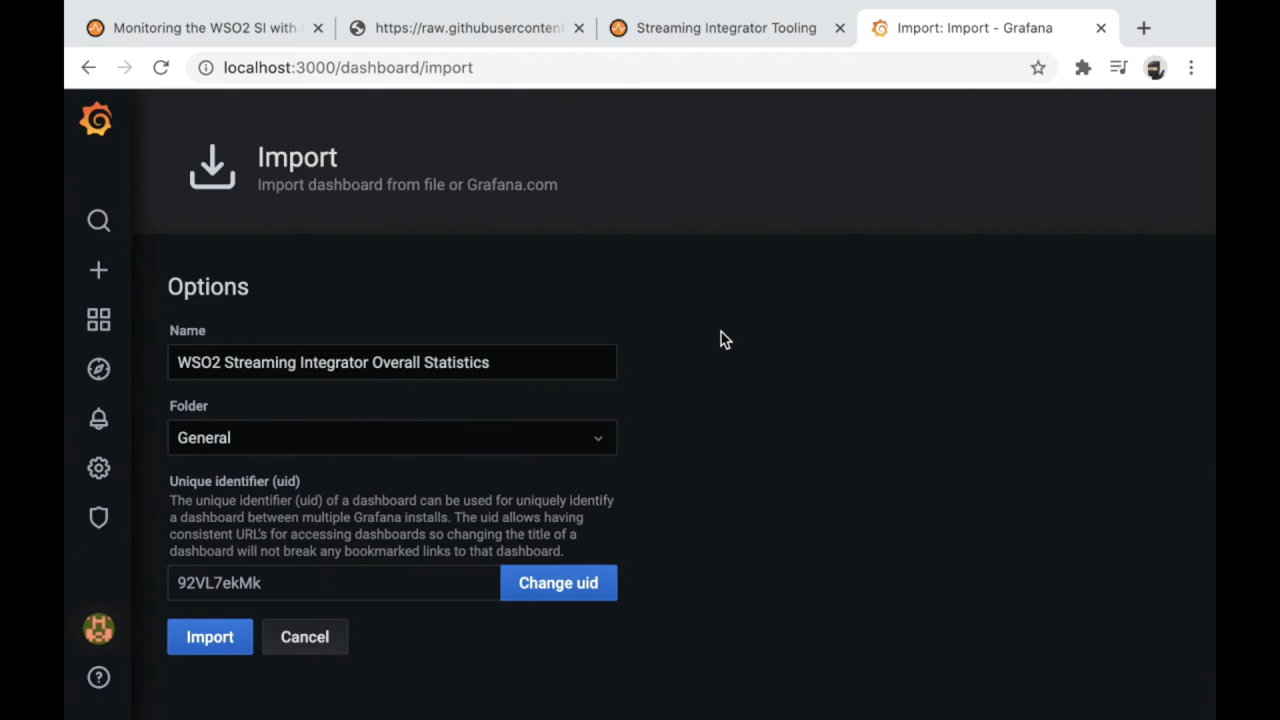 Monitoring the WSO2 SI with
https://raw.githubusercontent
Streaming Integrator Tooling
Import: Import - Grafana
localhost:3000/dashboard/import
Import
Import dashboard from file or Grafana.com
Options
Name
WSO2 Streaming Integrator Overall Statistics
Folder
General
Unique identifier (uid)
The unique identifier (uid) of a dashboard can be used for uniquely identify
a dashboard between multiple Grafana installs. The uid allows having
consistent URL's for accessing dashboards so changing the title of a
dashboard will not break any bookmarked links to that dashboard.
92VL7ekMk
Change uid
Import
Cancel